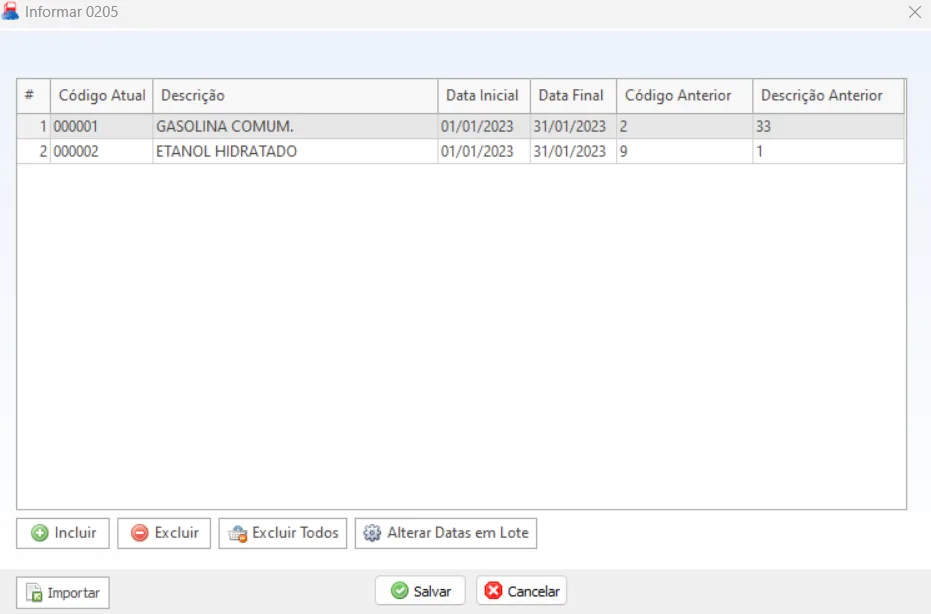 Informar 0205
# Código Atual Descrição Data Inicial Data Final Código Anterior Descrição Anterior
1 000001 GASOLINA COMUM. 01/01/2023 31/01/2023 2 33
2 000002 ETANOL HIDRATADO 01/01/2023 31/01/2023 9 1
Incluir Excluir Excluir Todos Alterar Datas em Lote
Importar Salvar Cancelar